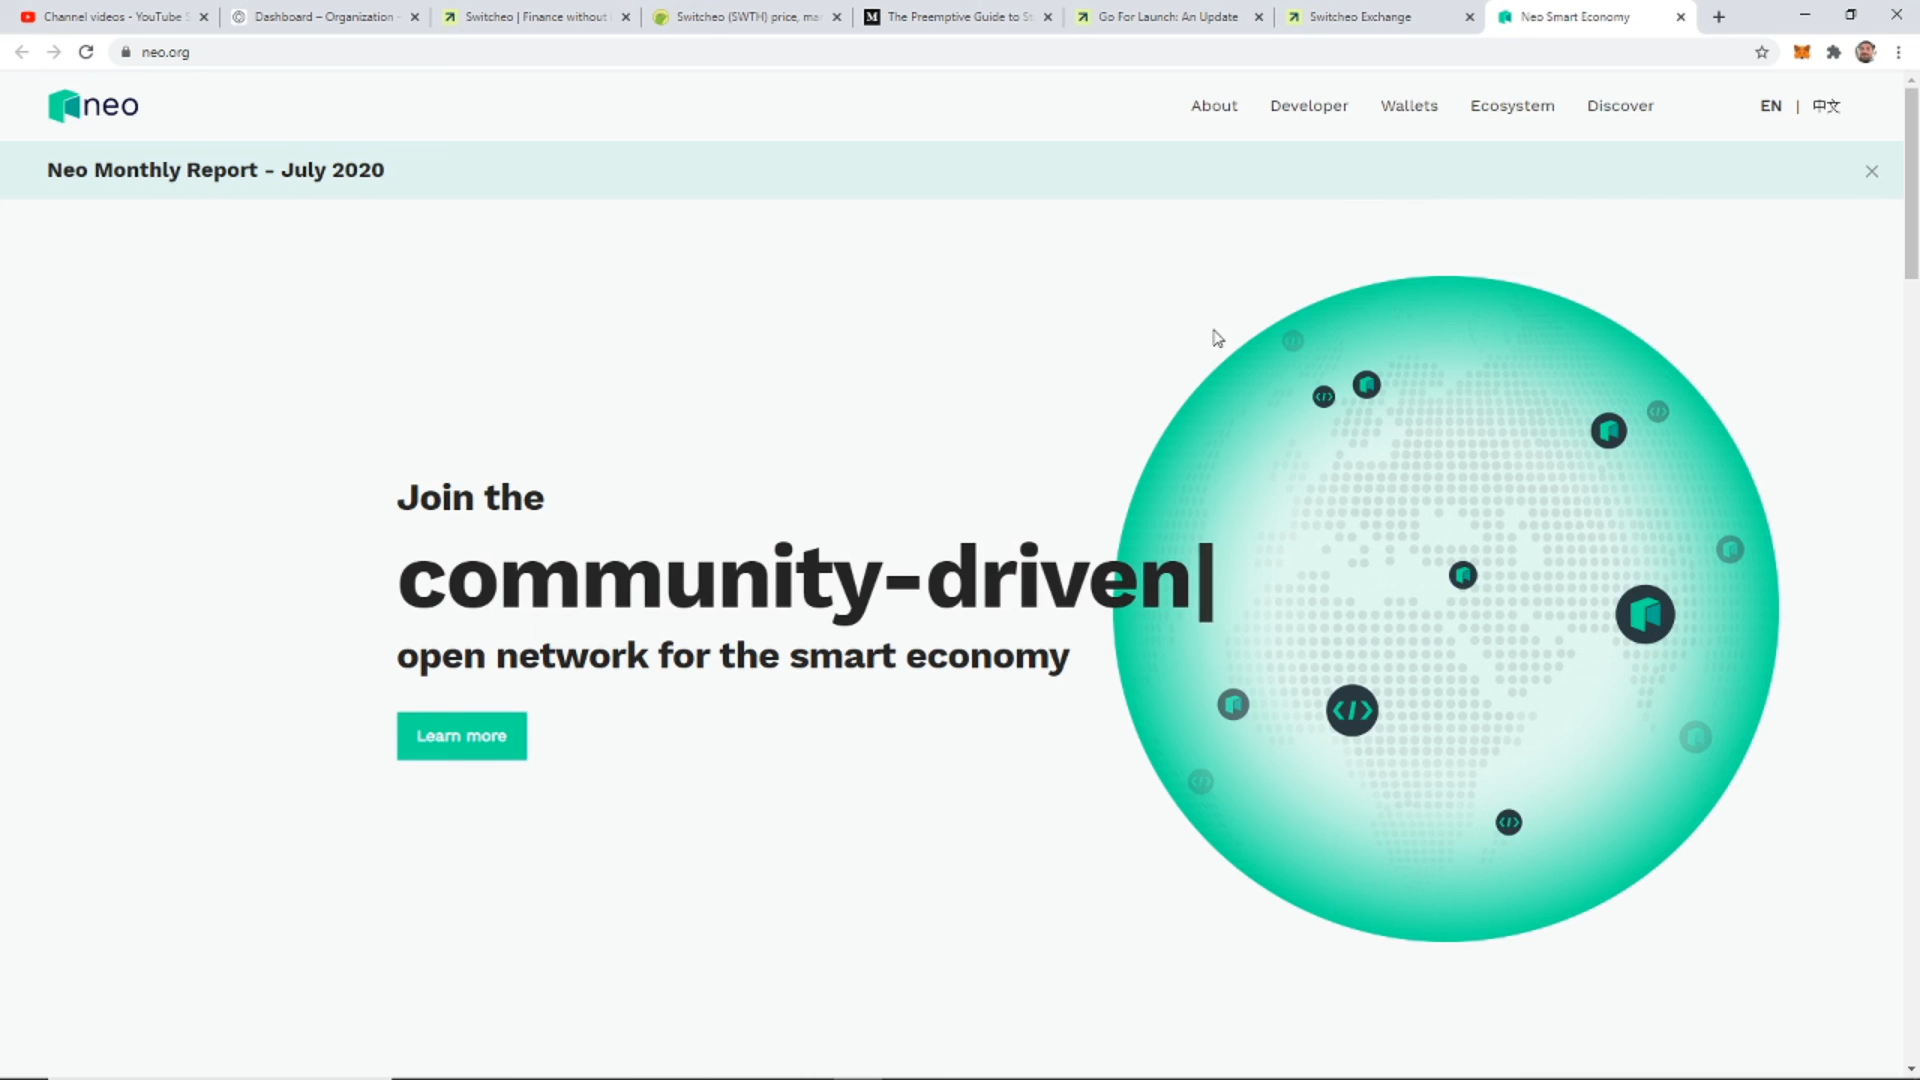 Channel videos - YouTube S
Dashboard – Organization -
Switcheo | Finance without
Switcheo (SWTH) price, ma
The Preemptive Guide to St
Go For Launch: An Update
Switcheo Exchange
Neo Smart Economy
neo.org
neo
About
Developer
Wallets
Ecosystem
Discover
EN | 中文
Neo Monthly Report - July 2020
Join the
community-driven|
open network for the smart economy
Learn more